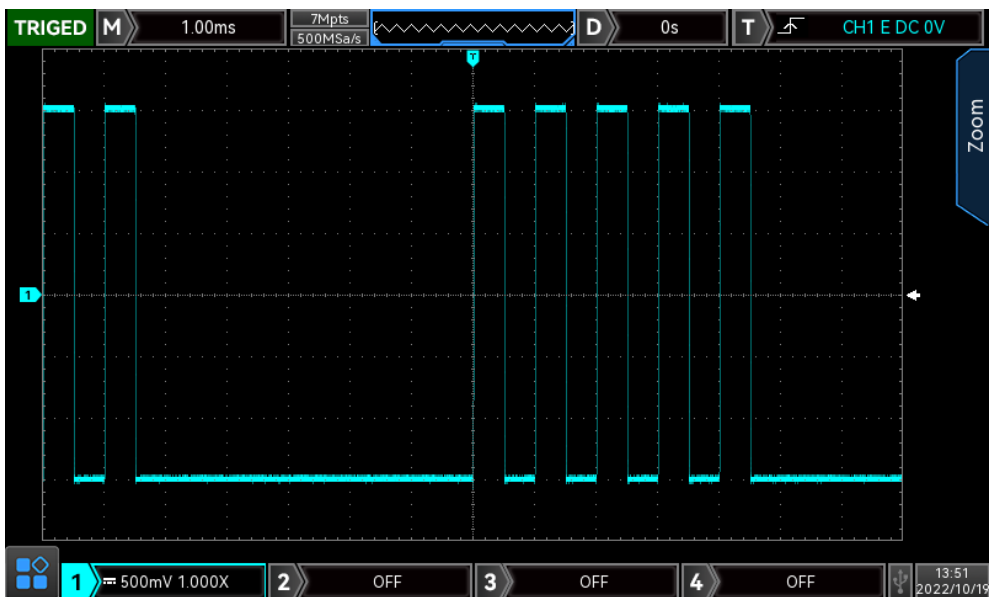 TRIGED M 1.00ms 7Mpts D 0s T CH1 E DC 0V
500MSa/s
T
Zoom
1
1 500mV 1.000X 2 OFF 3 OFF 4 OFF 13:51
2022/10/19